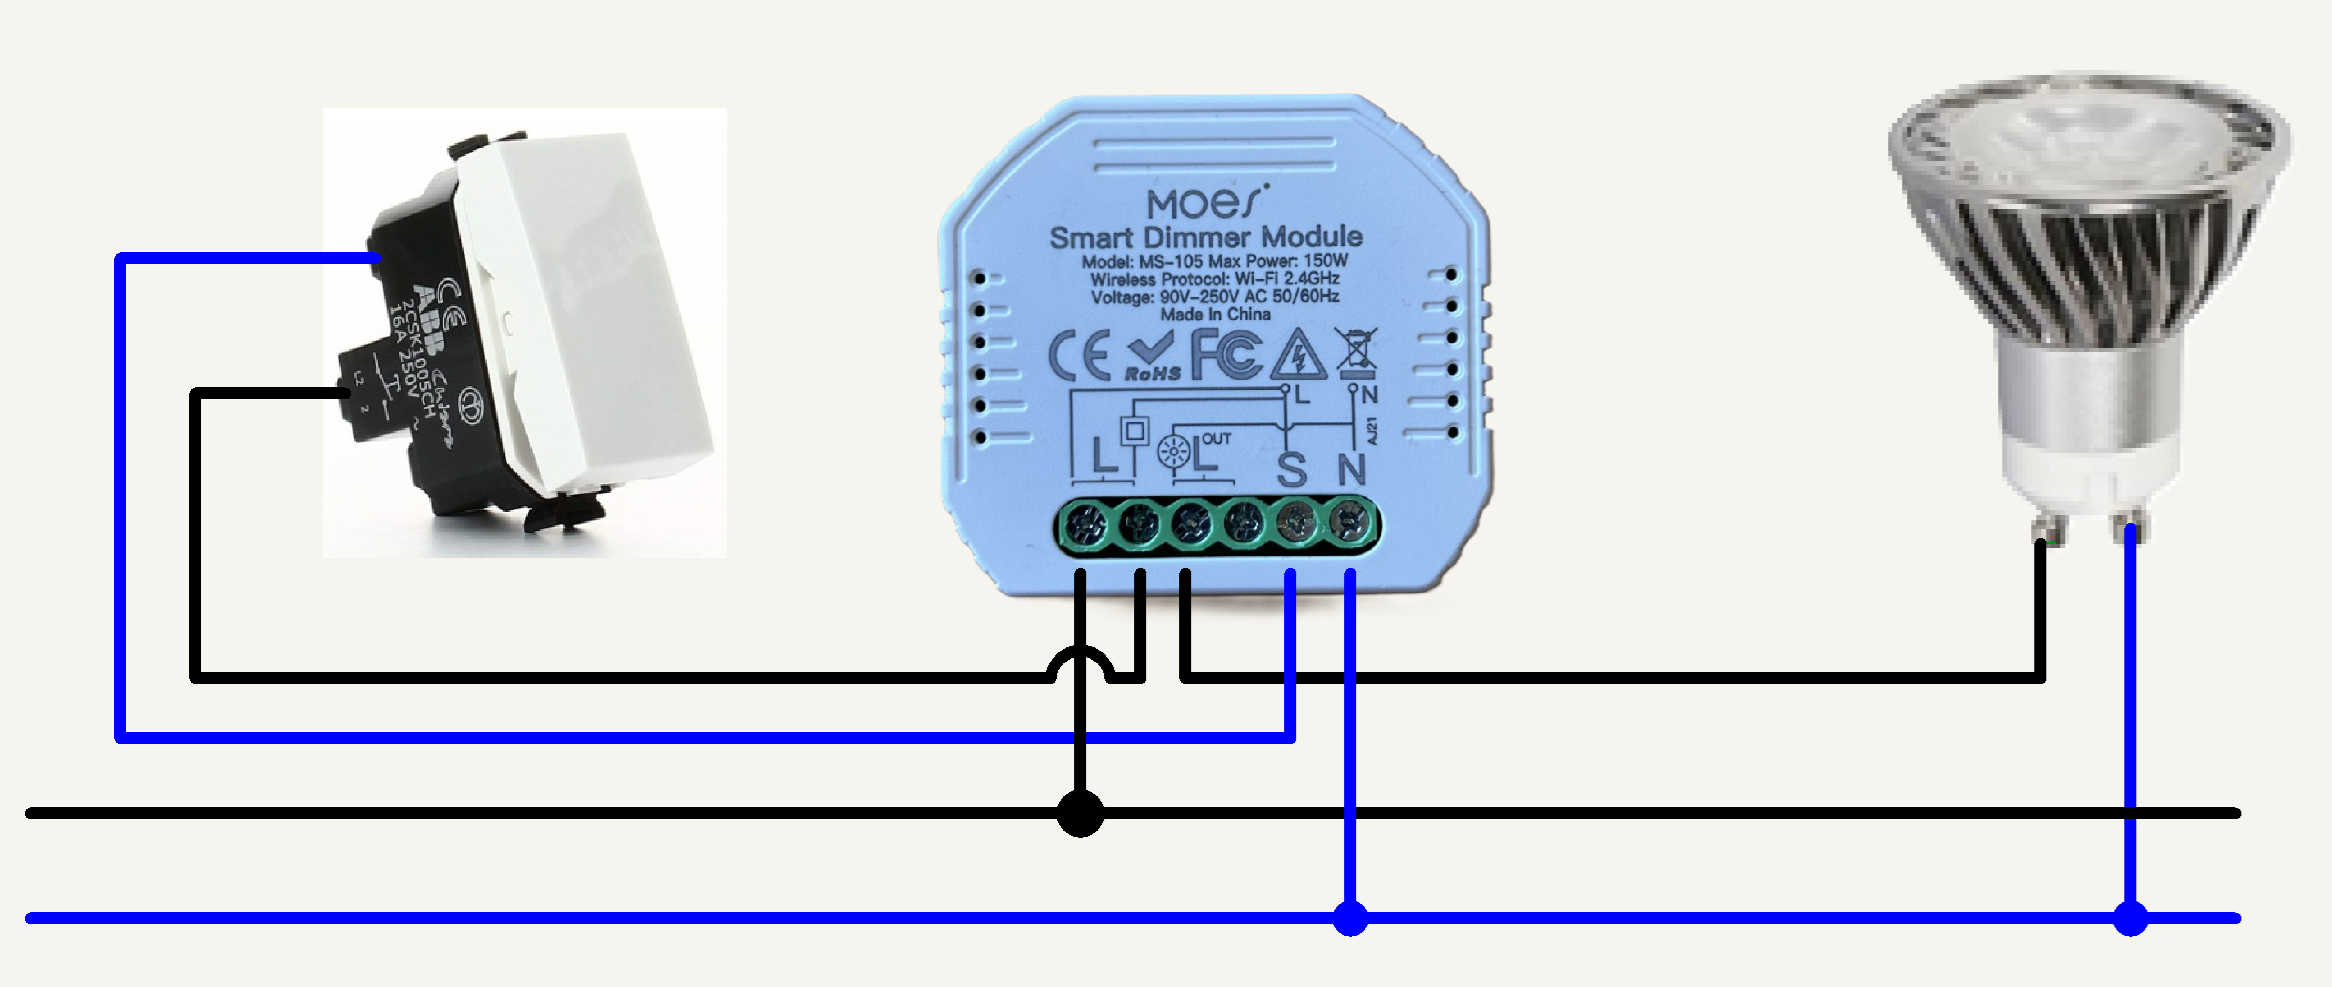 CE
ABB
2CSK1005CH
16A 250V ~
L2
2
MOES
Smart Dimmer Module
Model: MS-105 Max Power: 150W
Wireless Protocol: Wi-Fi 2.4GHz
Voltage: 90V-250V AC 50/60Hz
Made In China
CE RoHS FC
L N
AJ21
L L OUT S N